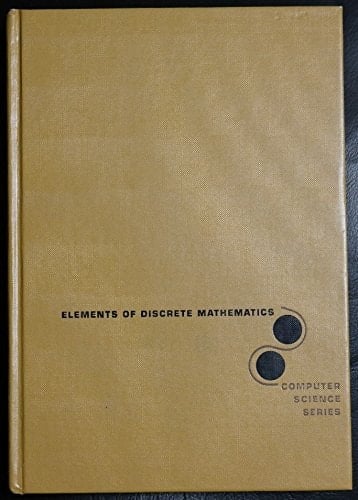 ELEMENTS OF DISCRETE MATHEMATICS
COMPUTER
SCIENCE
SERIES